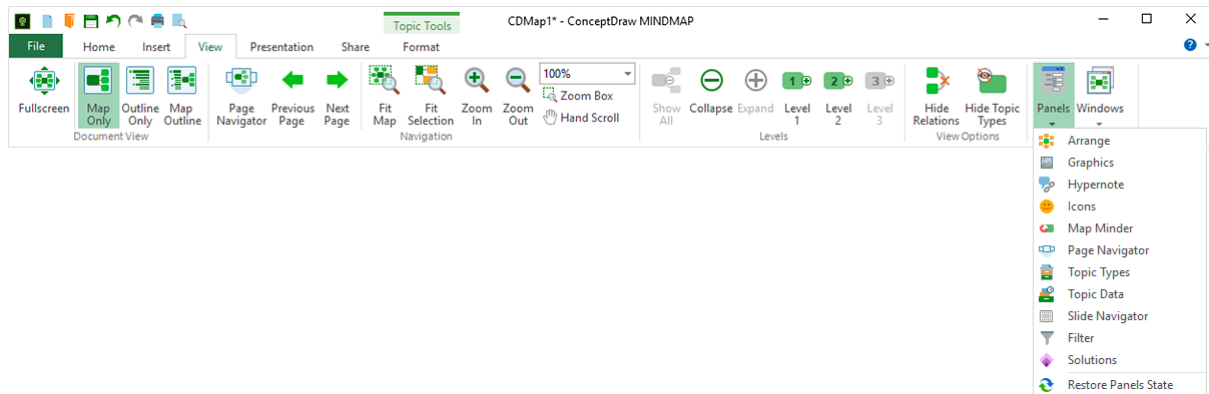 Topic Tools
CDMap1* - ConceptDraw MINDMAP
File Home Insert View Presentation Share Format
Fullscreen
Map Only
Outline Only
Map Outline
Document View
Page Navigator
Previous Page
Next Page
Fit Map
Fit Selection
Zoom In
Zoom Out
100%
Zoom Box
Hand Scroll
Navigation
Show All
Collapse
Expand
1
Level 1
2
Level 2
3
Level 3
Levels
Hide Relations
Hide Topic Types
View Options
Panels
Windows
Arrange
Graphics
Hypernote
Icons
Map Minder
Page Navigator
Topic Types
Topic Data
Slide Navigator
Filter
Solutions
Restore Panels State